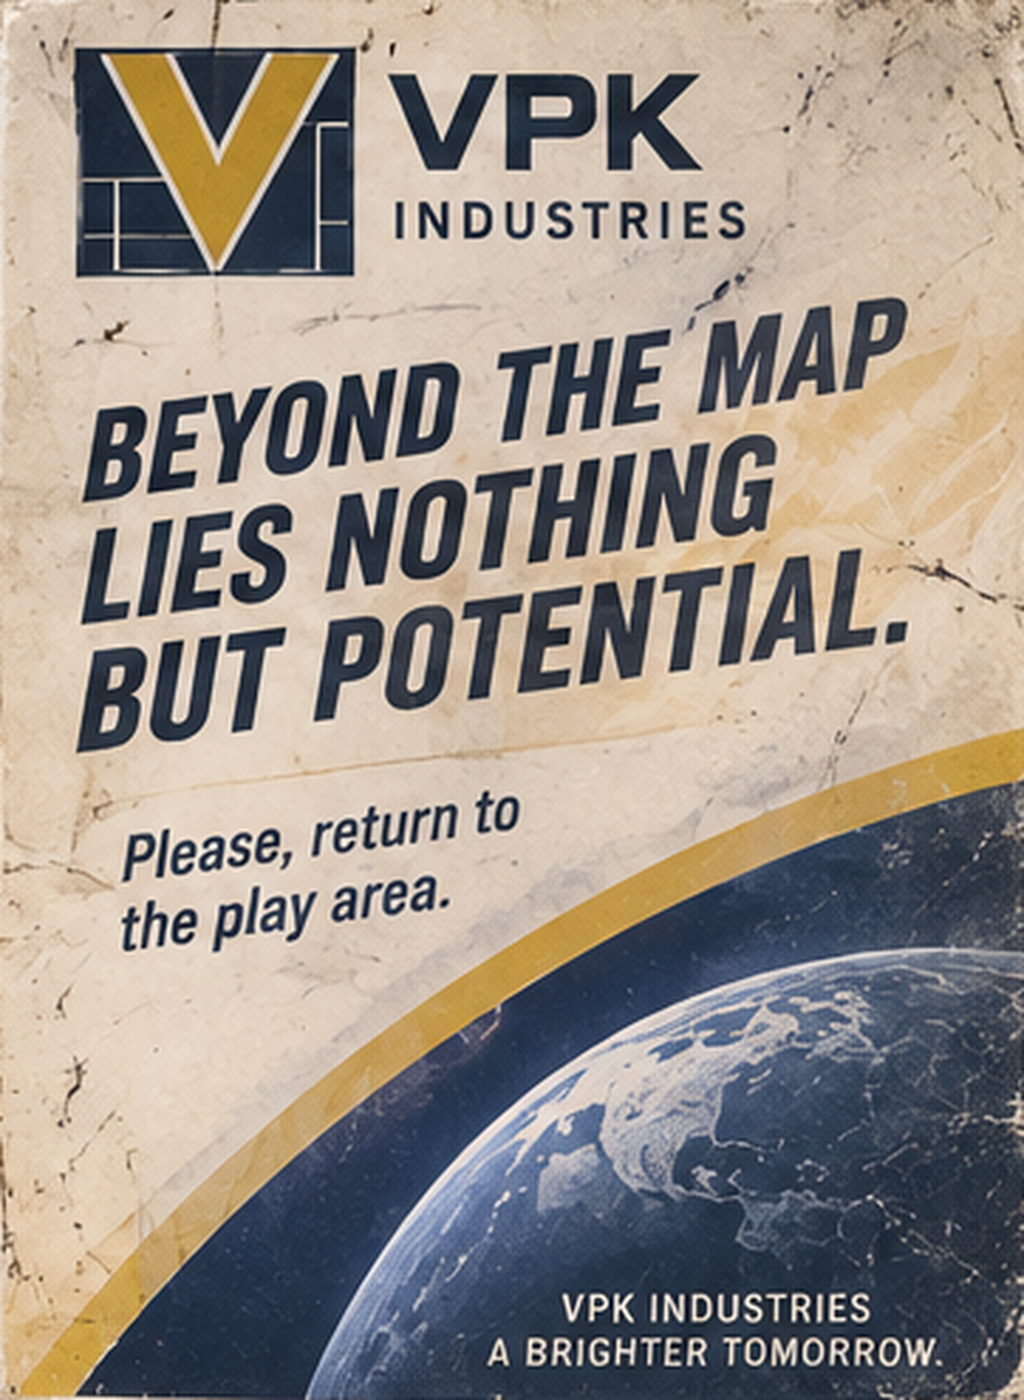 V
VPK
INDUSTRIES
BEYOND THE MAP
LIES NOTHING
BUT POTENTIAL.
Please, return to
the play area.
VPK INDUSTRIES
A BRIGHTER TOMORROW.